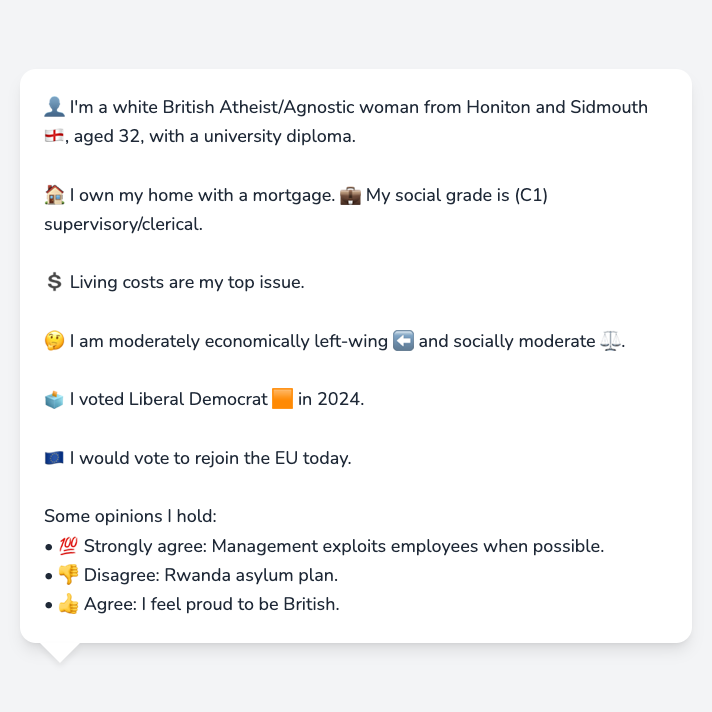 👤 I'm a white British Atheist/Agnostic woman from Honiton and Sidmouth
🏴󠁧󠁢󠁥󠁮󠁧󠁿, aged 32, with a university diploma.
🏠 I own my home with a mortgage. 💼 My social grade is (C1)
supervisory/clerical.
💲 Living costs are my top issue.
🤔 I am moderately economically left-wing ⬅️ and socially moderate ⚖️.
🗳️ I voted Liberal Democrat 🟧 in 2024.
🇪🇺 I would vote to rejoin the EU today.
Some opinions I hold:
• 💯 Strongly agree: Management exploits employees when possible.
• 👎 Disagree: Rwanda asylum plan.
• 👍 Agree: I feel proud to be British.